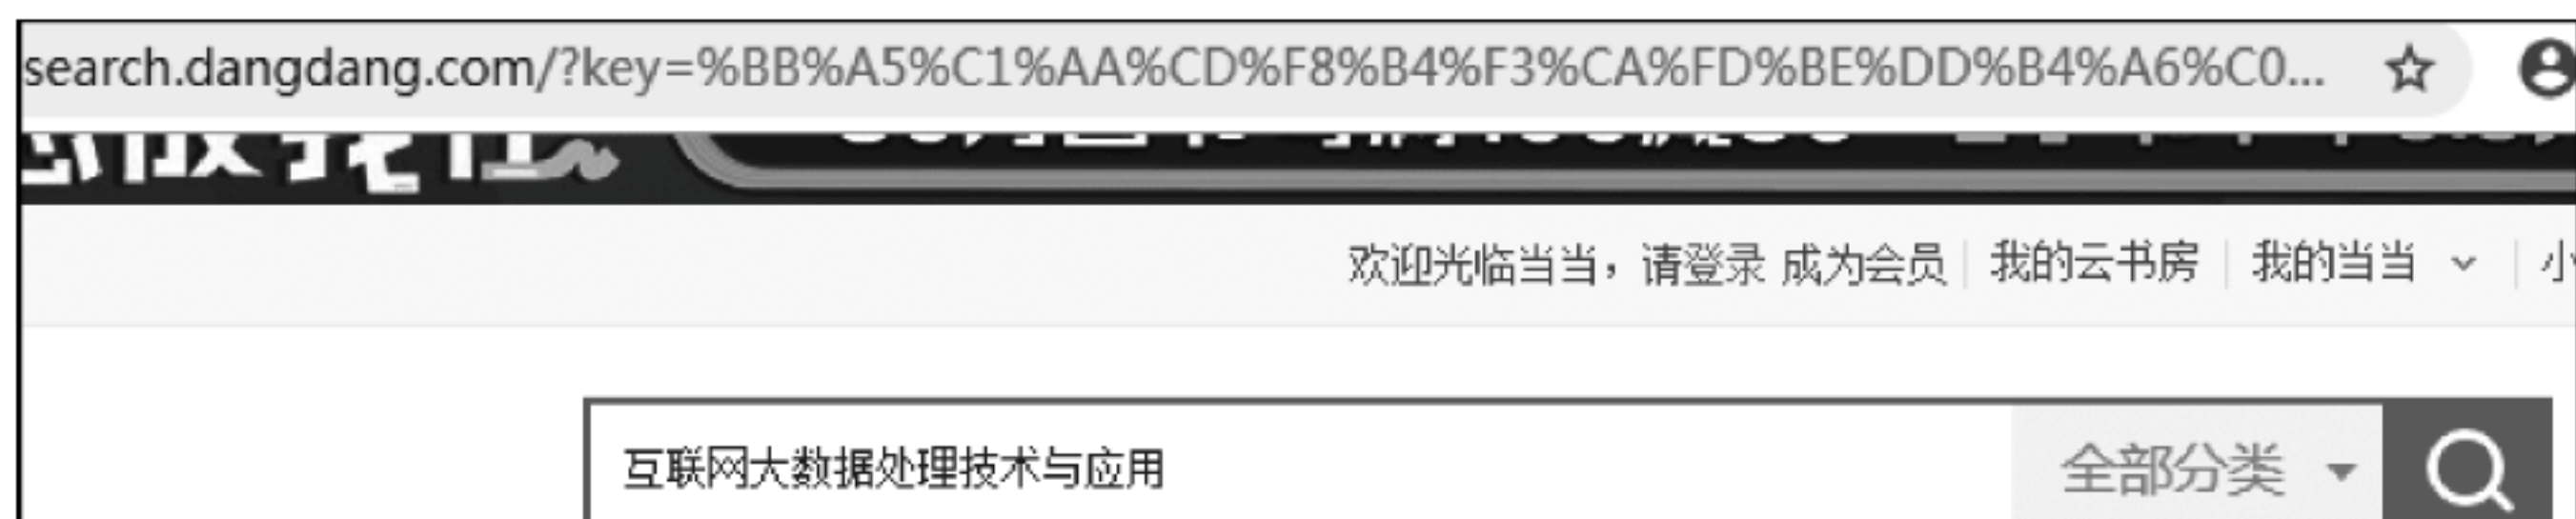 search.dangdang.com/?key=%BB%A5%C1%AA%CD%F8%B4%F3%CA%FD%BE%DD%B4%A6%C0...
欢迎光临当当，请登录 成为会员 我的云书房 我的当当 小
互联网大数据处理技术与应用 全部分类